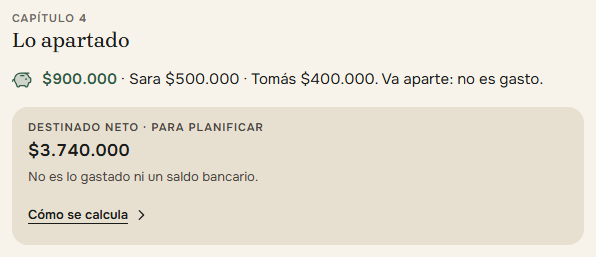 CAPÍTULO 4
Lo apartado
$900.000 · Sara $500.000 · Tomás $400.000. Va aparte: no es gasto.
DESTINADO NETO · PARA PLANIFICAR
$3.740.000
No es lo gastado ni un saldo bancario.
Cómo se calcula